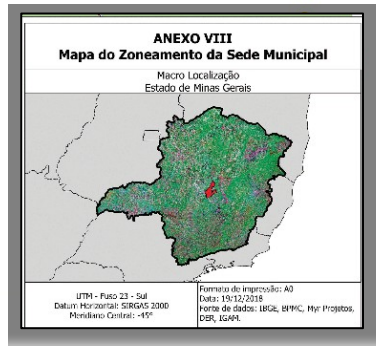 ANEXO VIII
Mapa do Zoneamento da Sede Municipal
Macro Localização
Estado de Minas Gerais
UTM - Fuso 23 - Sul
Datum Horizontal: SIRGAS 2000
Meridiano Central: -45º
Formato de impressão: A0
Data: 19/12/2018
Fonte de dados: IBGE, BPMC, Myr Projetos,
DER, IGAM.